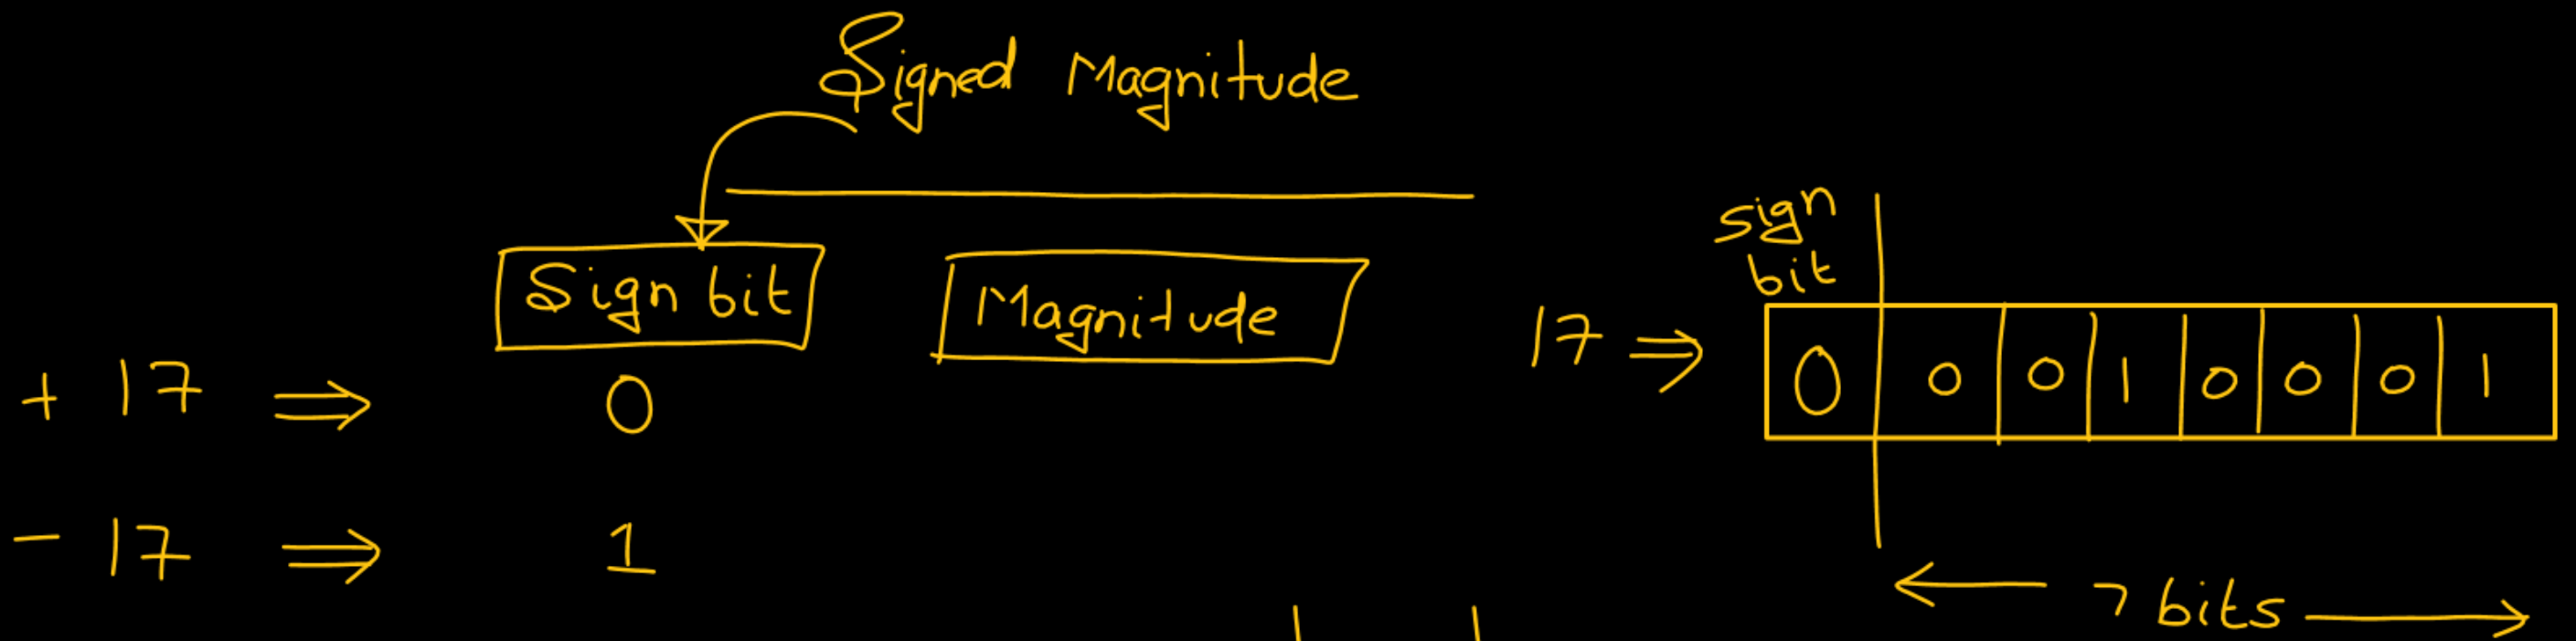 Signed Magnitude
Sign bit Magnitude
+ 17 ⇒ 0
- 17 ⇒ 1
sign
bit
17 ⇒ 0 0 0 1 0 0 0 1
← 7 bits →